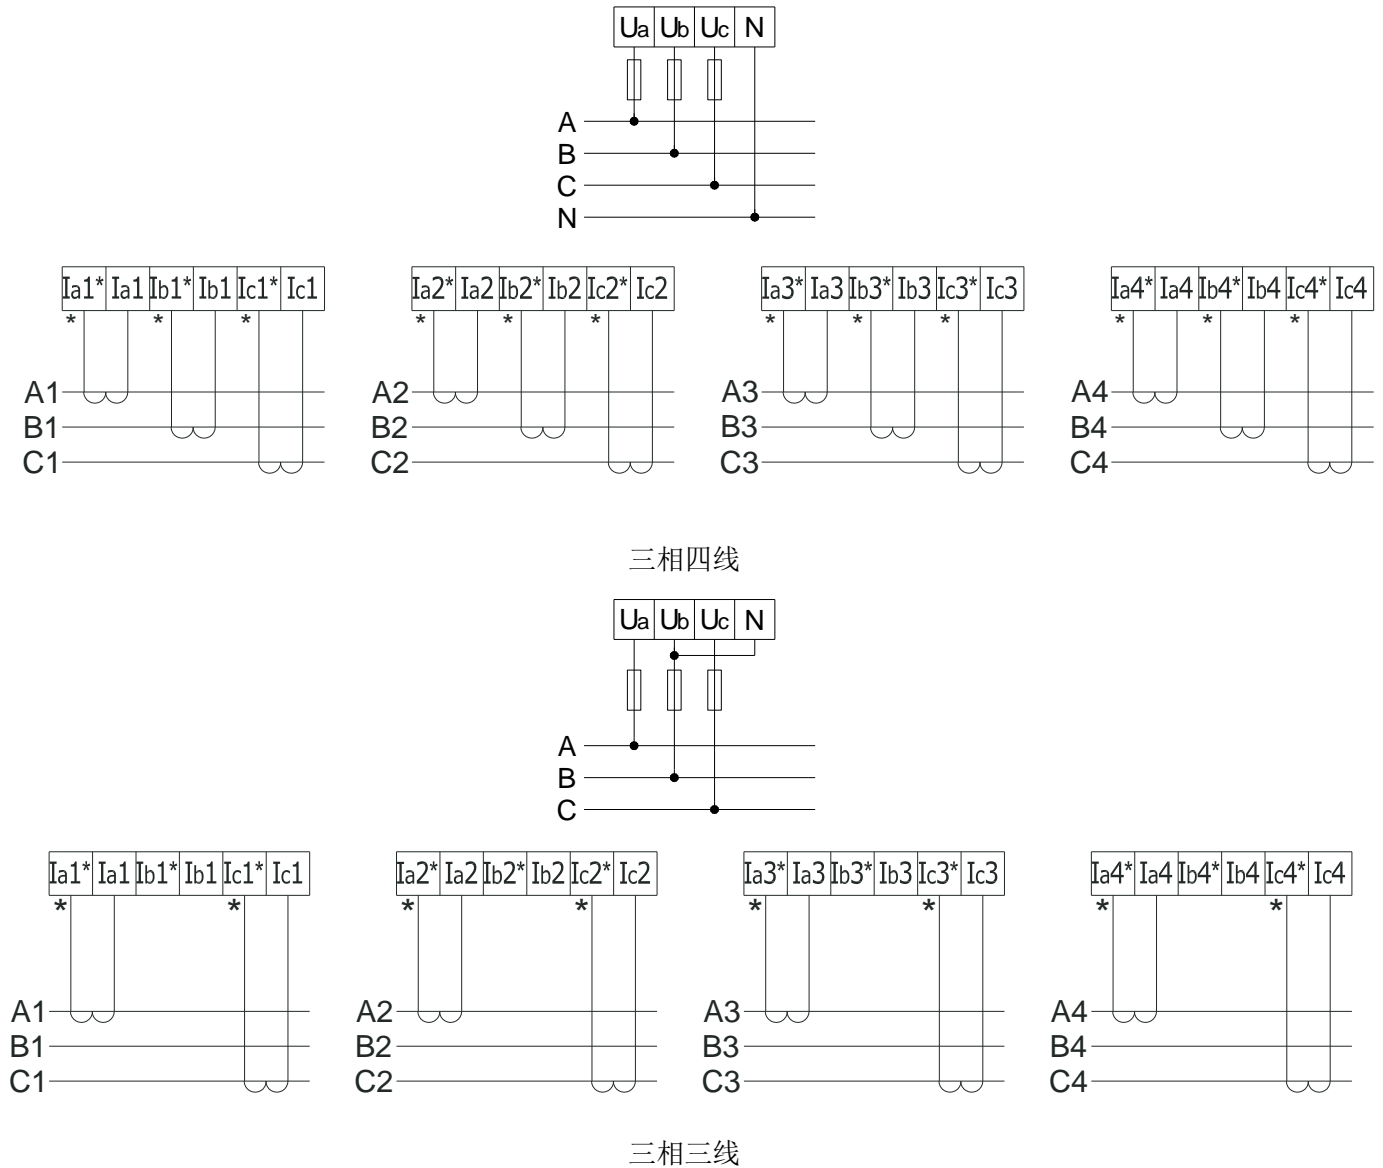 Ua Ub Uc N
A
B
C
N
Ia1* Ia1 Ib1* Ib1 Ic1* Ic1 Ia2* Ia2 Ib2* Ib2 Ic2* Ic2 Ia3* Ia3 Ib3* Ib3 Ic3* Ic3 Ia4* Ia4 Ib4* Ib4 Ic4* Ic4
* * * * * * * * * * * *
A1 A2 A3 A4
B1 B2 B3 B4
C1 C2 C3 C4
三相四线
Ua Ub Uc N
A
B
C
Ia1* Ia1 Ib1* Ib1 Ic1* Ic1 Ia2* Ia2 Ib2* Ib2 Ic2* Ic2 Ia3* Ia3 Ib3* Ib3 Ic3* Ic3 Ia4* Ia4 Ib4* Ib4 Ic4* Ic4
* * * * * * * *
A1 A2 A3 A4
B1 B2 B3 B4
C1 C2 C3 C4
三相三线